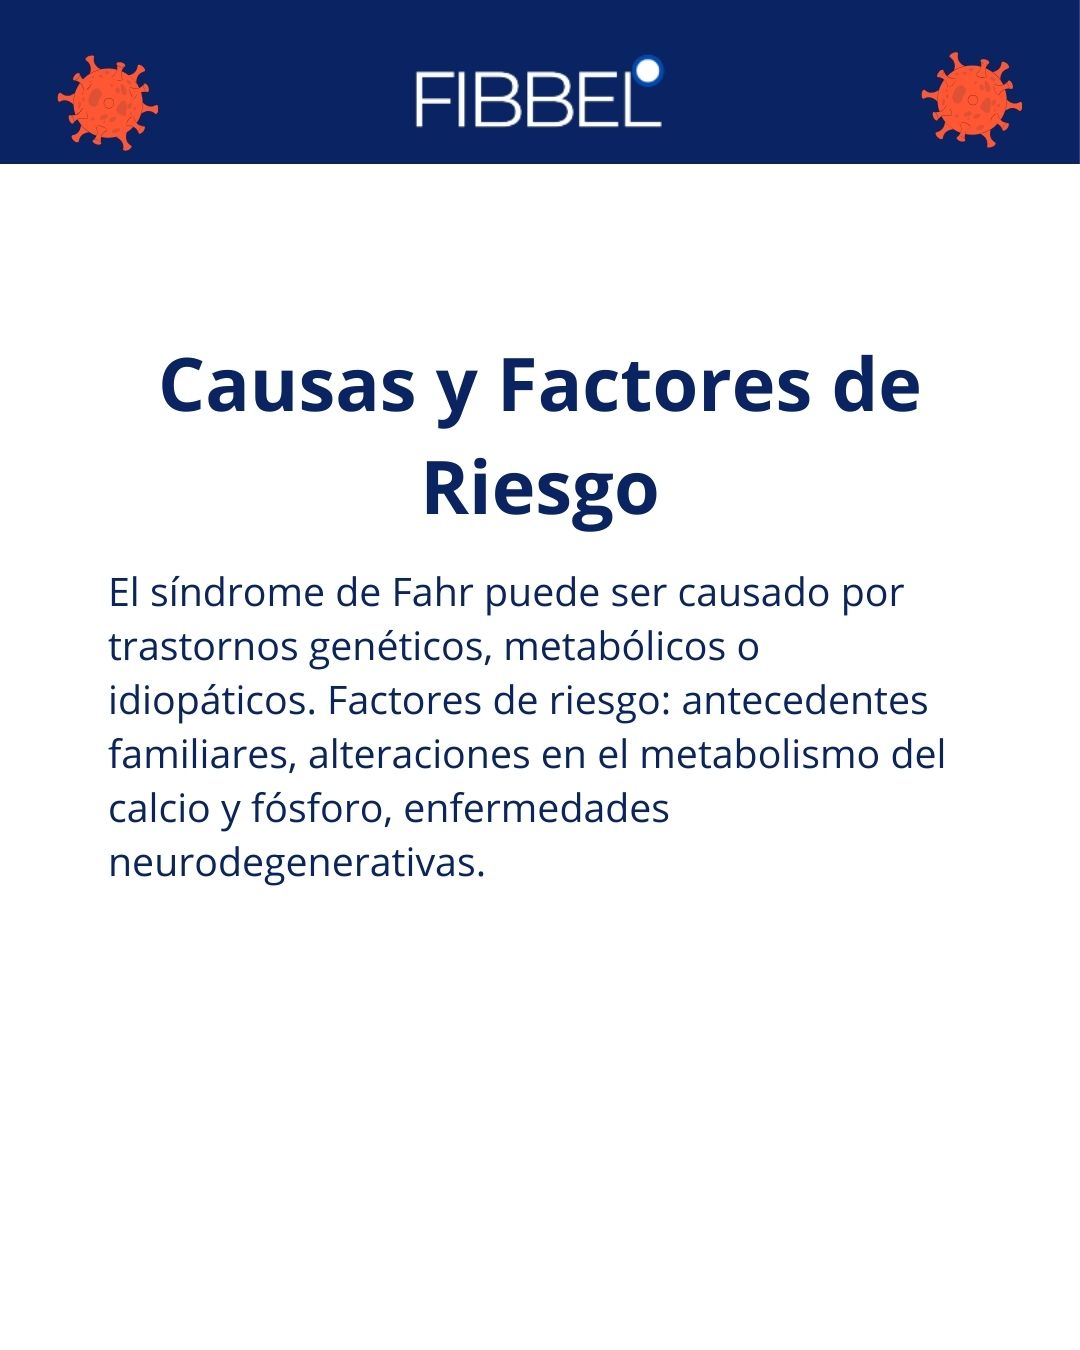 FIBBEL
Causas y Factores de
Riesgo
El síndrome de Fahr puede ser causado por
trastornos genéticos, metabólicos o
idiopáticos. Factores de riesgo: antecedentes
familiares, alteraciones en el metabolismo del
calcio y fósforo, enfermedades
neurodegenerativas.